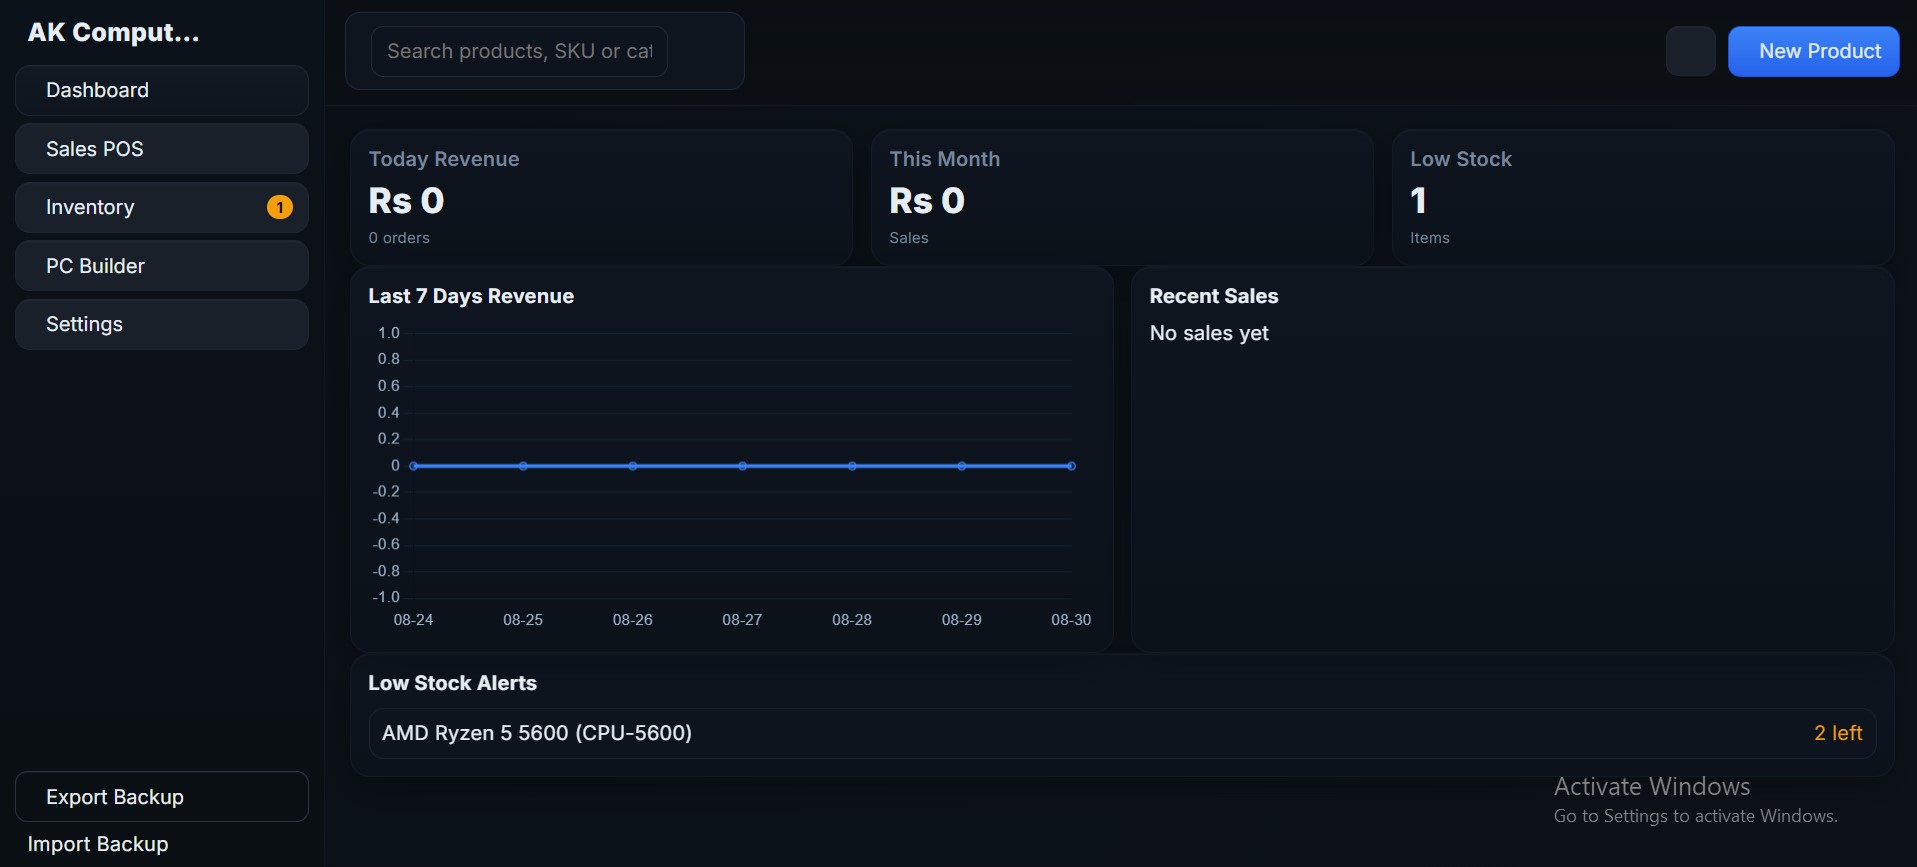 AK Comput...
Dashboard
Sales POS
Inventory 1
PC Builder
Settings
Export Backup
Import Backup
Search products, SKU or cat
New Product
Today Revenue
Rs 0
0 orders
This Month
Rs 0
Sales
Low Stock
1
Items
Last 7 Days Revenue
1.0
0.8
0.6
0.4
0.2
0
-0.2
-0.4
-0.6
-0.8
-1.0
08-24 08-25 08-26 08-27 08-28 08-29 08-30
Recent Sales
No sales yet
Low Stock Alerts
AMD Ryzen 5 5600 (CPU-5600) 2 left
Activate Windows
Go to Settings to activate Windows.